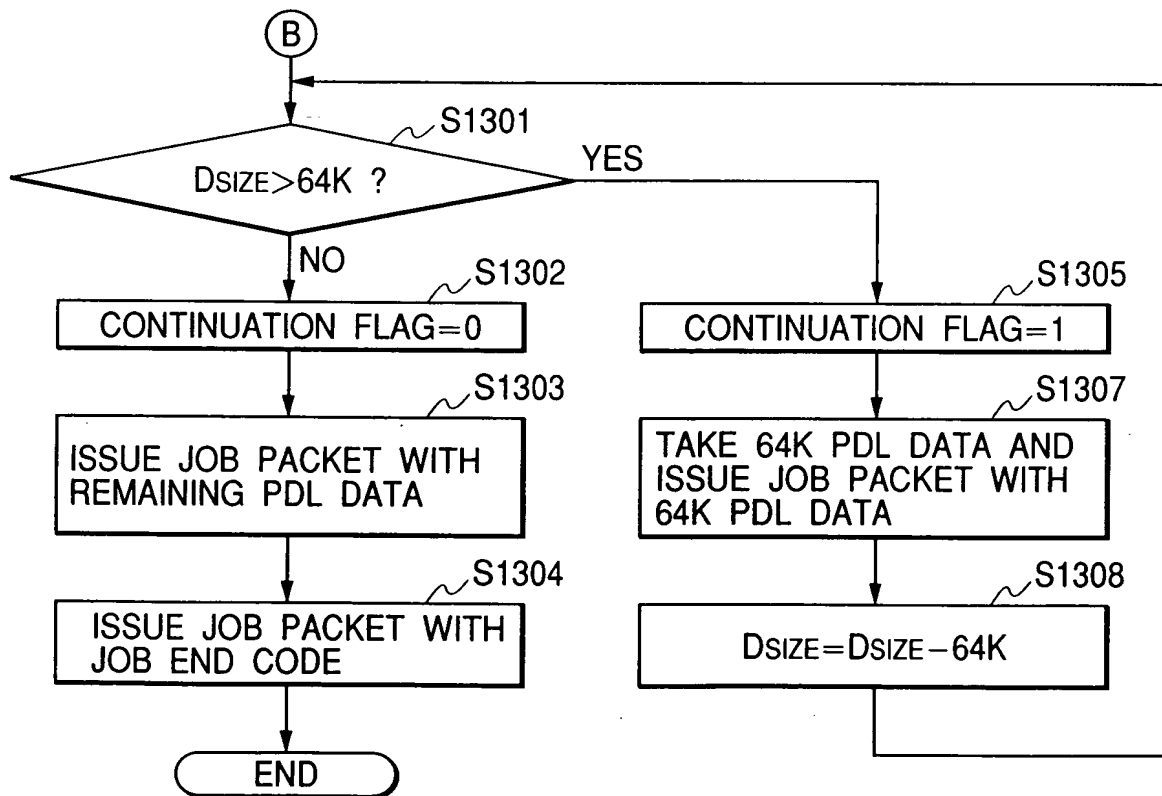 B
S1301
DSIZE>64K ?
YES
NO
S1302
CONTINUATION FLAG=0
S1303
ISSUE JOB PACKET WITH
REMAINING PDL DATA
S1304
ISSUE JOB PACKET WITH
JOB END CODE
END
S1305
CONTINUATION FLAG=1
S1307
TAKE 64K PDL DATA AND
ISSUE JOB PACKET WITH
64K PDL DATA
S1308
DSIZE=DSIZE−64K